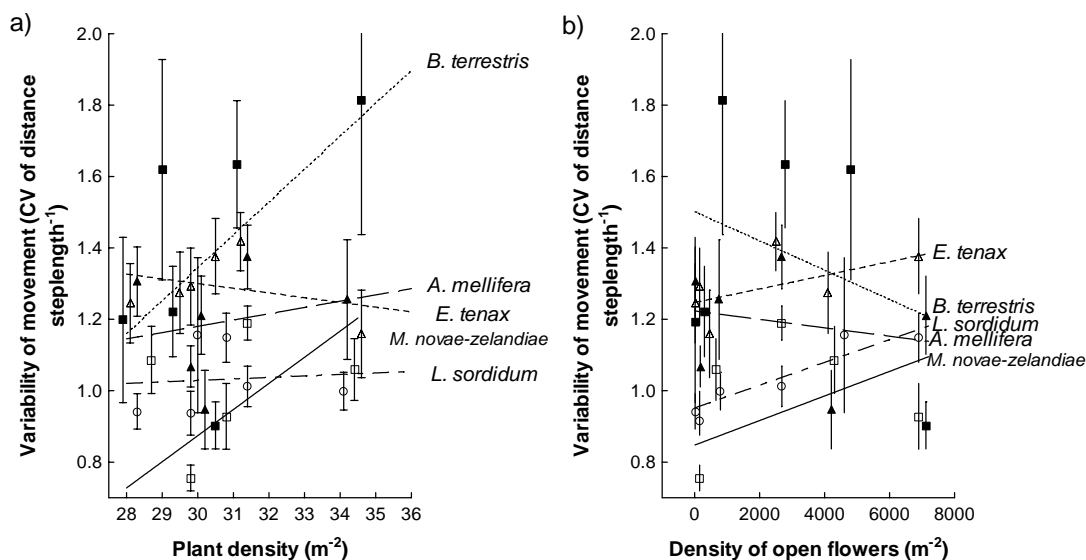 a)
Variability of movement (CV of distance
steplength-1)
2.0
1.8
1.6
1.4
1.2
1.0
0.8
28 29 30 31 32 33 34 35 36
Plant density (m-2)
B. terrestris
A. mellifera
E. tenax
M. novae-zelandiae
L. sordidum
b)
Variability of movement (CV of distance
steplength-1)
2.0
1.8
1.6
1.4
1.2
1.0
0.8
0 2000 4000 6000 8000
Density of open flowers (m-2)
E. tenax
B. terrestris
L. sordidum
A. mellifera
M. novae-zelandiae